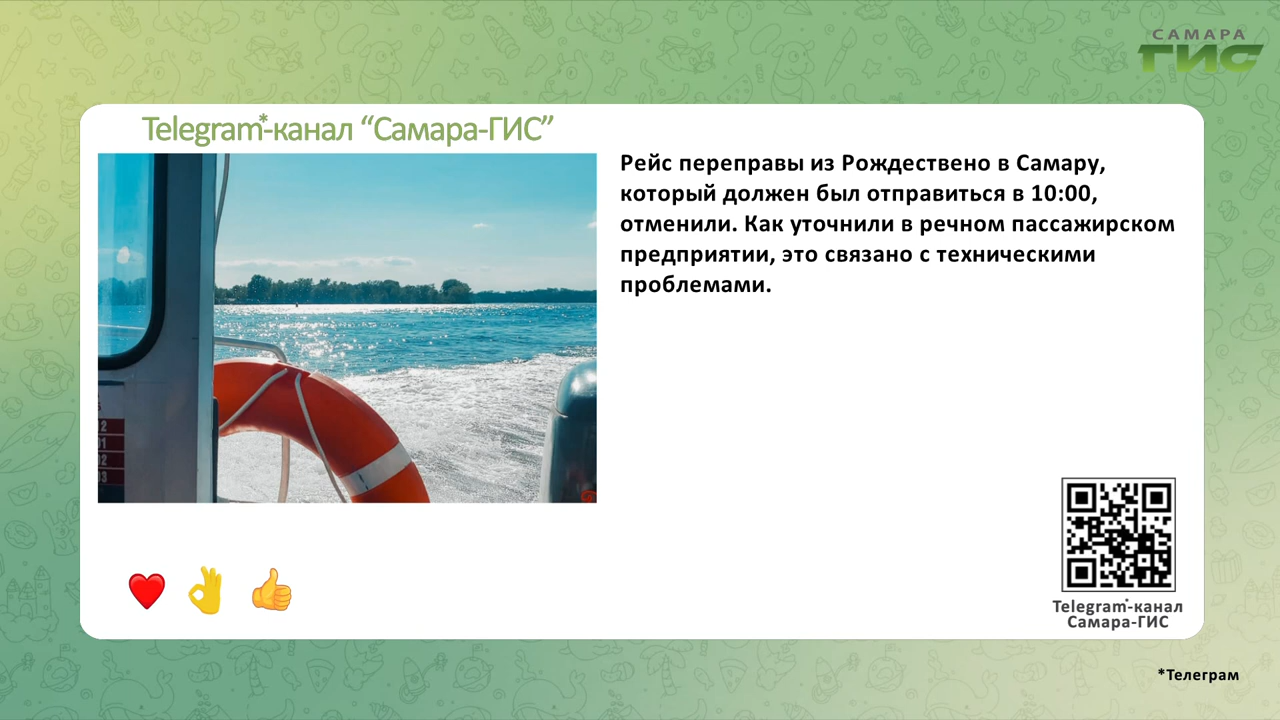 САМАРА
ГИС
Telegram*-канал “Самара-ГИС”
Рейс переправы из Рождествено в Самару,
который должен был отправиться в 10:00,
отменили. Как уточнили в речном пассажирском
предприятии, это связано с техническими
проблемами.
Telegram*-канал
Самара-ГИС
*Телеграм